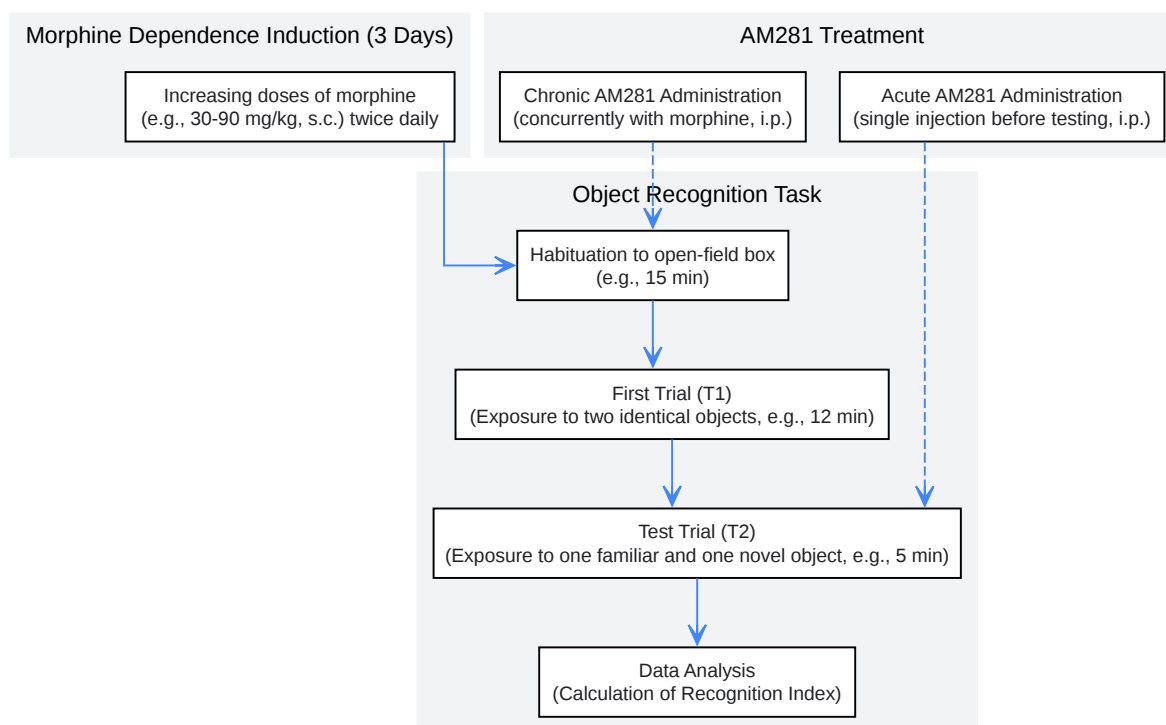 Morphine Dependence Induction (3 Days)
AM281 Treatment
Increasing doses of morphine
(e.g., 30-90 mg/kg, s.c.) twice daily
Chronic AM281 Administration
(concurrently with morphine, i.p.)
Acute AM281 Administration
(single injection before testing, i.p.)
Object Recognition Task
Habituation to open-field box
(e.g., 15 min)
First Trial (T1)
(Exposure to two identical objects, e.g., 12 min)
Test Trial (T2)
(Exposure to one familiar and one novel object, e.g., 5 min)
Data Analysis
(Calculation of Recognition Index)